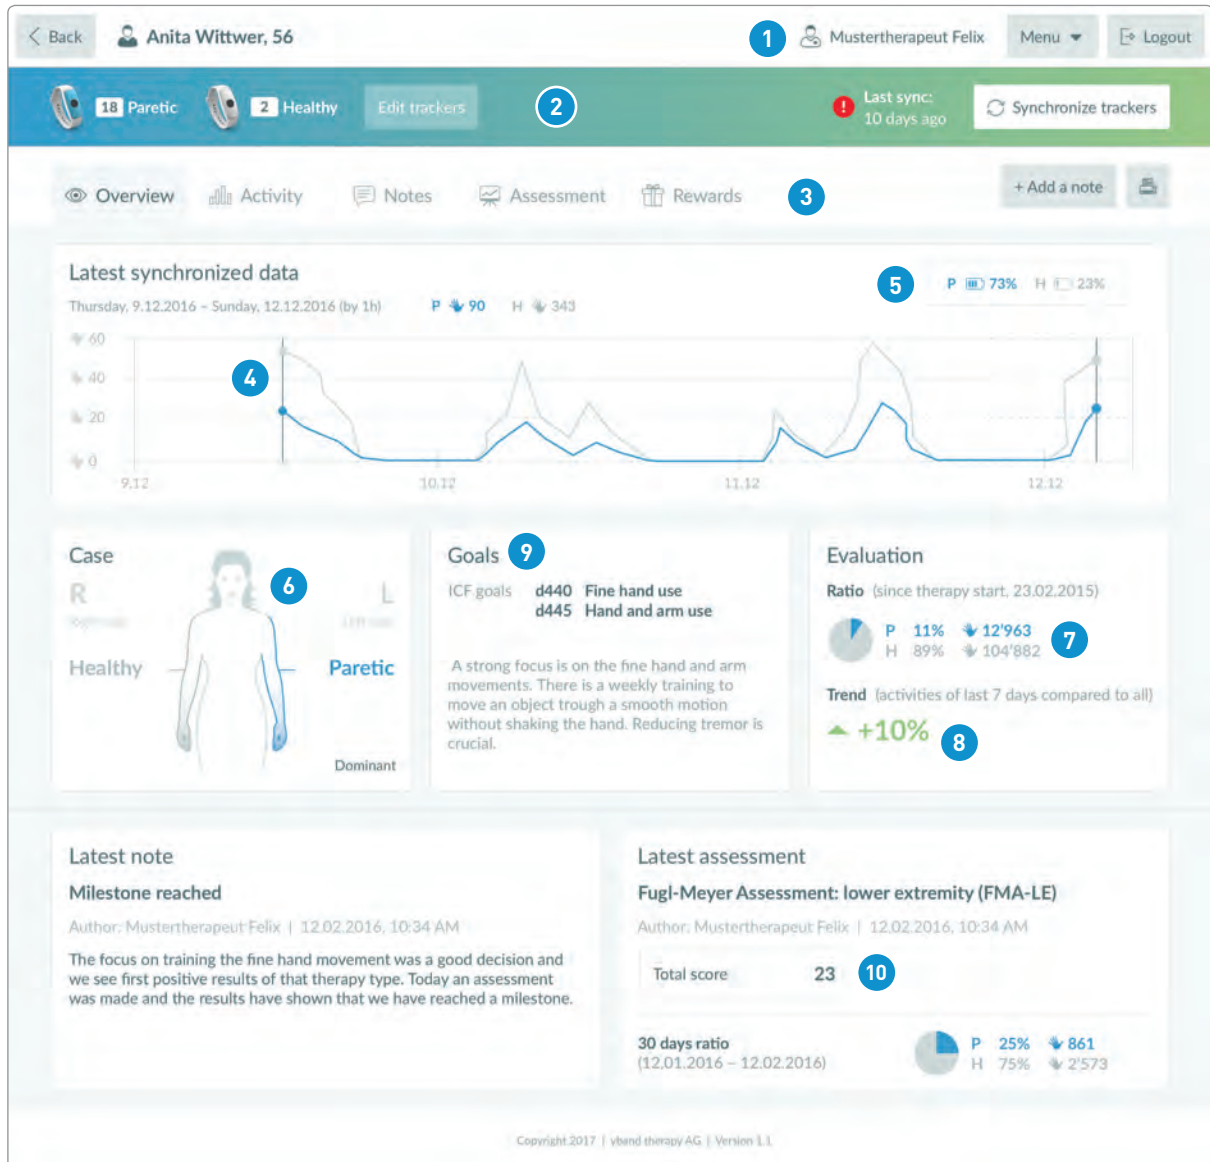 Back
Anita Wittwer, 56
1
Mustertherapeut Felix
Menu
Logout
18 Paretic
2 Healthy
Edit trackers
2
Last sync:
10 days ago
Synchronize trackers
Overview
Activity
Notes
Assessment
Rewards
3
+ Add a note
Latest synchronized data
5
P 73% H 23%
Thursday, 9.12.2016 – Sunday, 12.12.2016 (by 1h) P 90 H 343
60
4
40
20
0
9.12 10.12 11.12 12.12
Case
6
R L
Healthy Paretic
Dominant
Goals 9
ICF goals d440 Fine hand use
d445 Hand and arm use
A strong focus is on the fine hand and arm
movements. There is a weekly training to
move an object trough a smooth motion
without shaking the hand. Reducing tremor is
crucial.
Evaluation
Ratio (since therapy start, 23.02.2015)
P 11% 12'963
7
H 89% 104'882
Trend (activities of last 7 days compared to all)
+10%
8
Latest note
Milestone reached
Author: Mustertherapeut Felix | 12.02.2016, 10:34 AM
The focus on training the fine hand movement was a good decision and
we see first positive results of that therapy type. Today an assessment
was made and the results have shown that we have reached a milestone.
Latest assessment
Fugl-Meyer Assessment: lower extremity (FMA-LE)
Author: Mustertherapeut Felix | 12.02.2016, 10:34 AM
Total score 23 10
30 days ratio
(12.01.2016 – 12.02.2016)
P 25% 861
H 75% 2'573
Copyright 2017 | yband therapy AG | Version 1.1